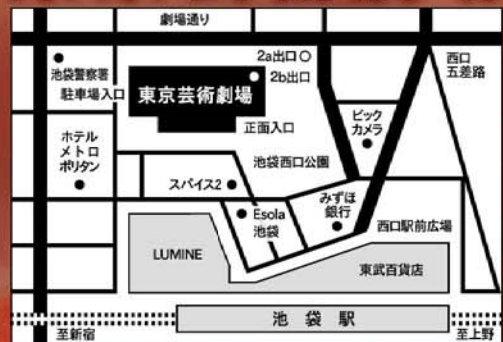 劇場通り
2a出口
2b出口
西口
五差路
池袋警察署
駐車場入口
東京芸術劇場
正面入口
ビック
カメラ
ホテル
メトロ
ポリタン
池袋西口公園
スパイス2
みずほ
銀行
Esola
池袋
西口駅前広場
LUMINE
東武百貨店
池袋駅
至新宿
至上野